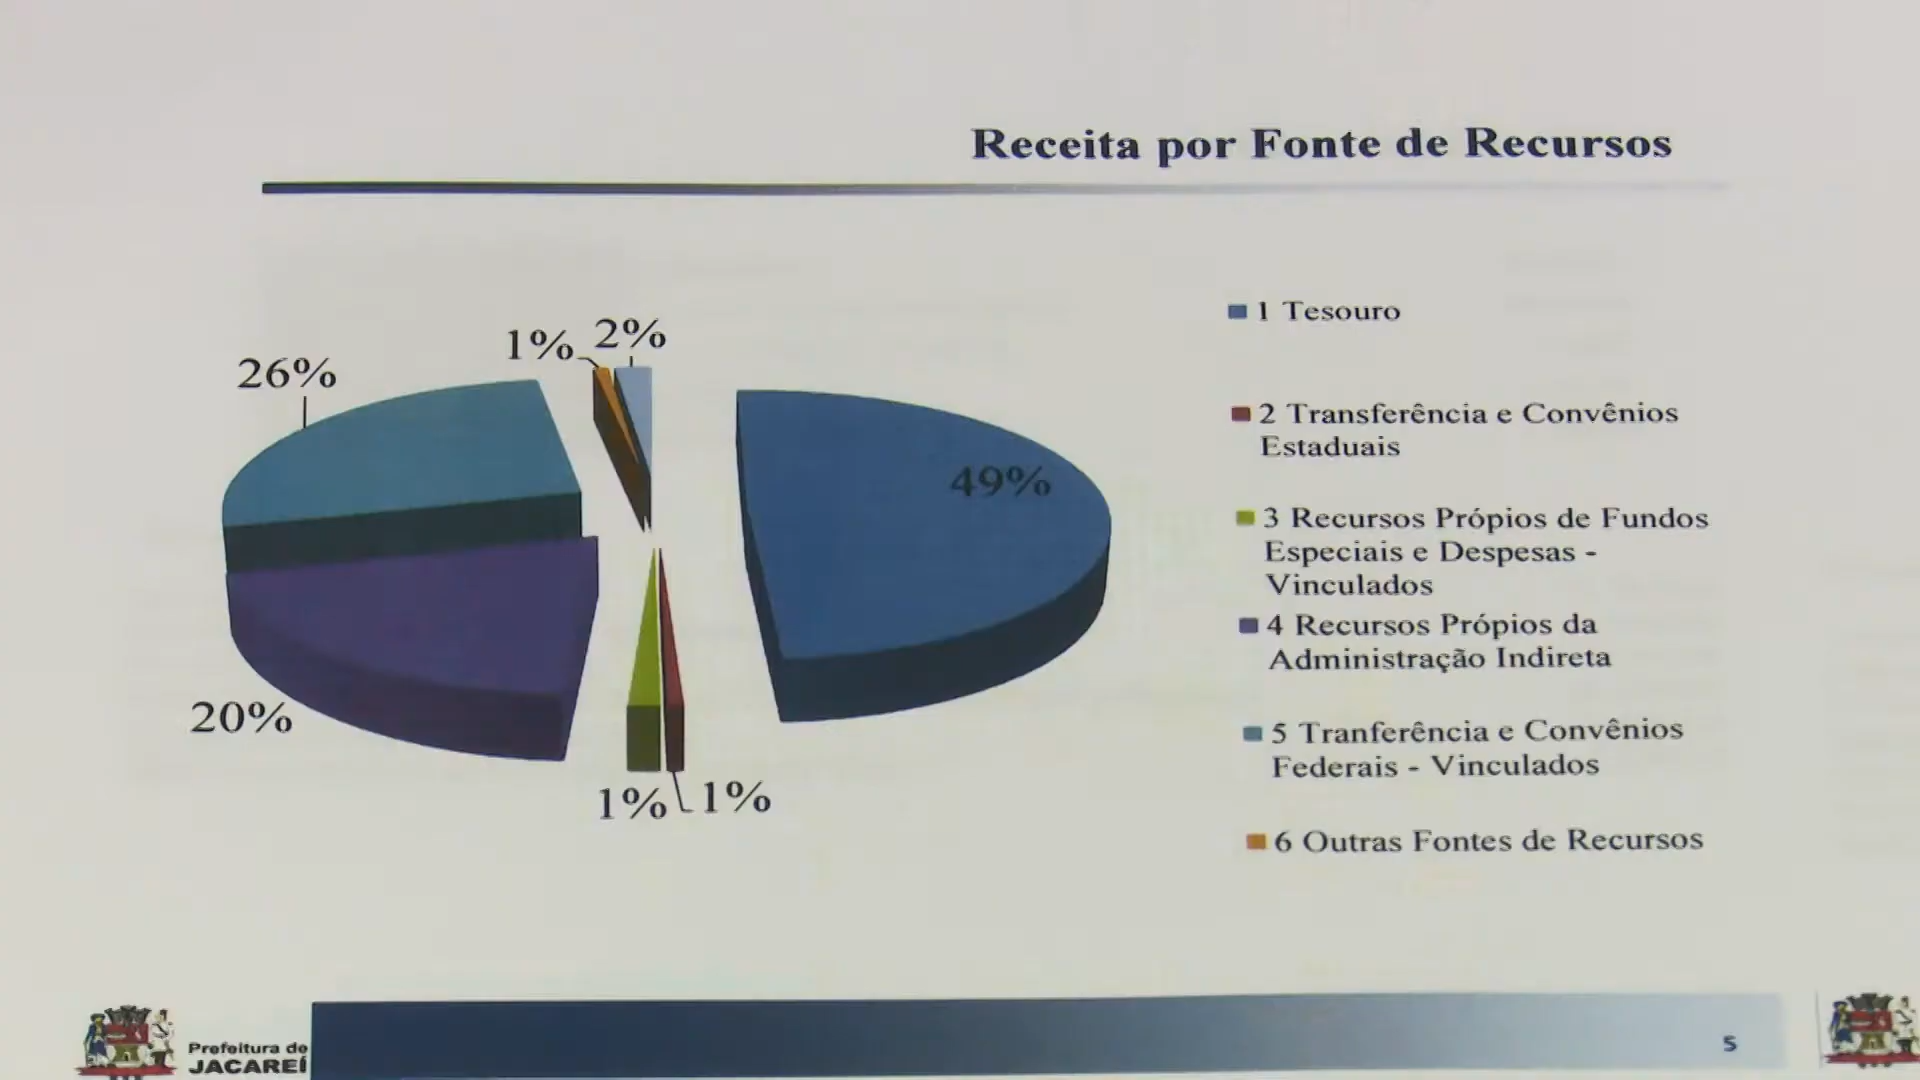 Receita por Fonte de Recursos
1% 2%
26%
49%
20%
1% 1%
1 Tesouro
2 Transferência e Convênios
Estaduais
3 Recursos Própios de Fundos
Especiais e Despesas -
Vinculados
4 Recursos Própios da
Administração Indireta
5 Tranferência e Convênios
Federais - Vinculados
6 Outras Fontes de Recursos
Prefeitura de
JACAREÍ
5